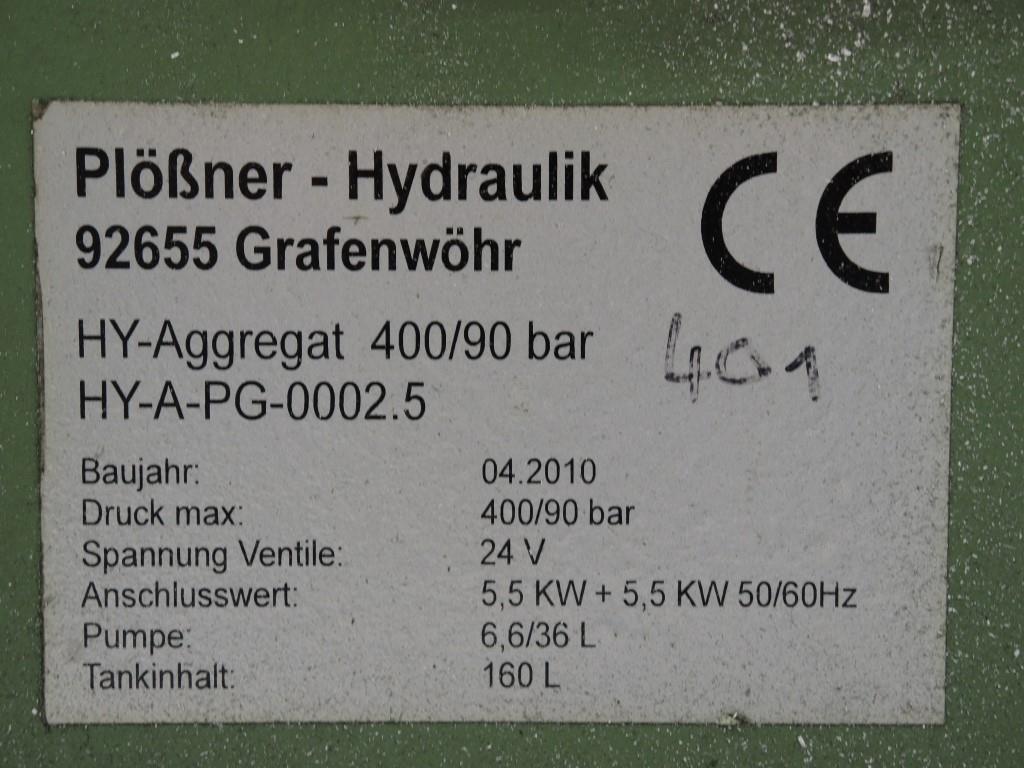 Plößner - Hydraulik
92655 Grafenwöhr
CE
HY-Aggregat 400/90 bar
401
HY-A-PG-0002.5
Baujahr: 04.2010
Druck max: 400/90 bar
Spannung Ventile: 24 V
Anschlusswert: 5,5 KW + 5,5 KW 50/60Hz
Pumpe: 6,6/36 L
Tankinhalt: 160 L